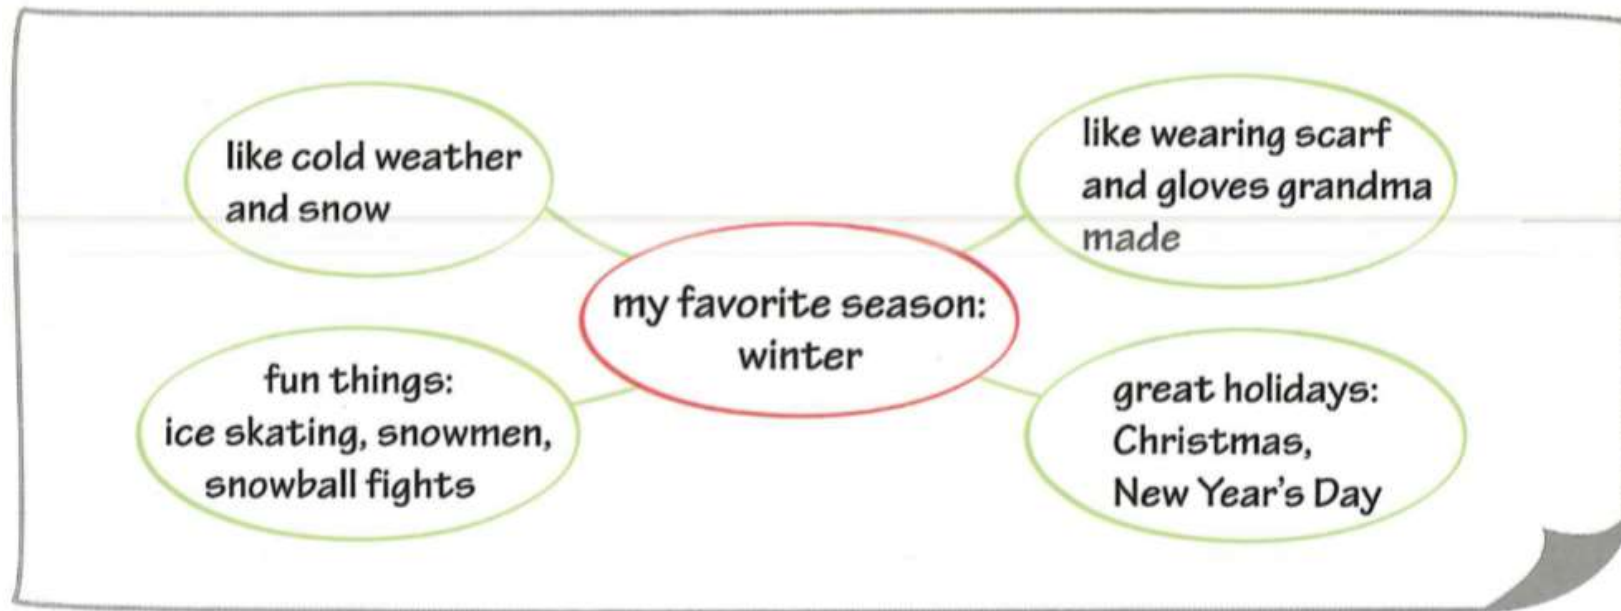 like cold weather
and snow
like wearing scarf
and gloves grandma
made
my favorite season:
winter
fun things:
ice skating, snowmen,
snowball fights
great holidays:
Christmas,
New Year's Day